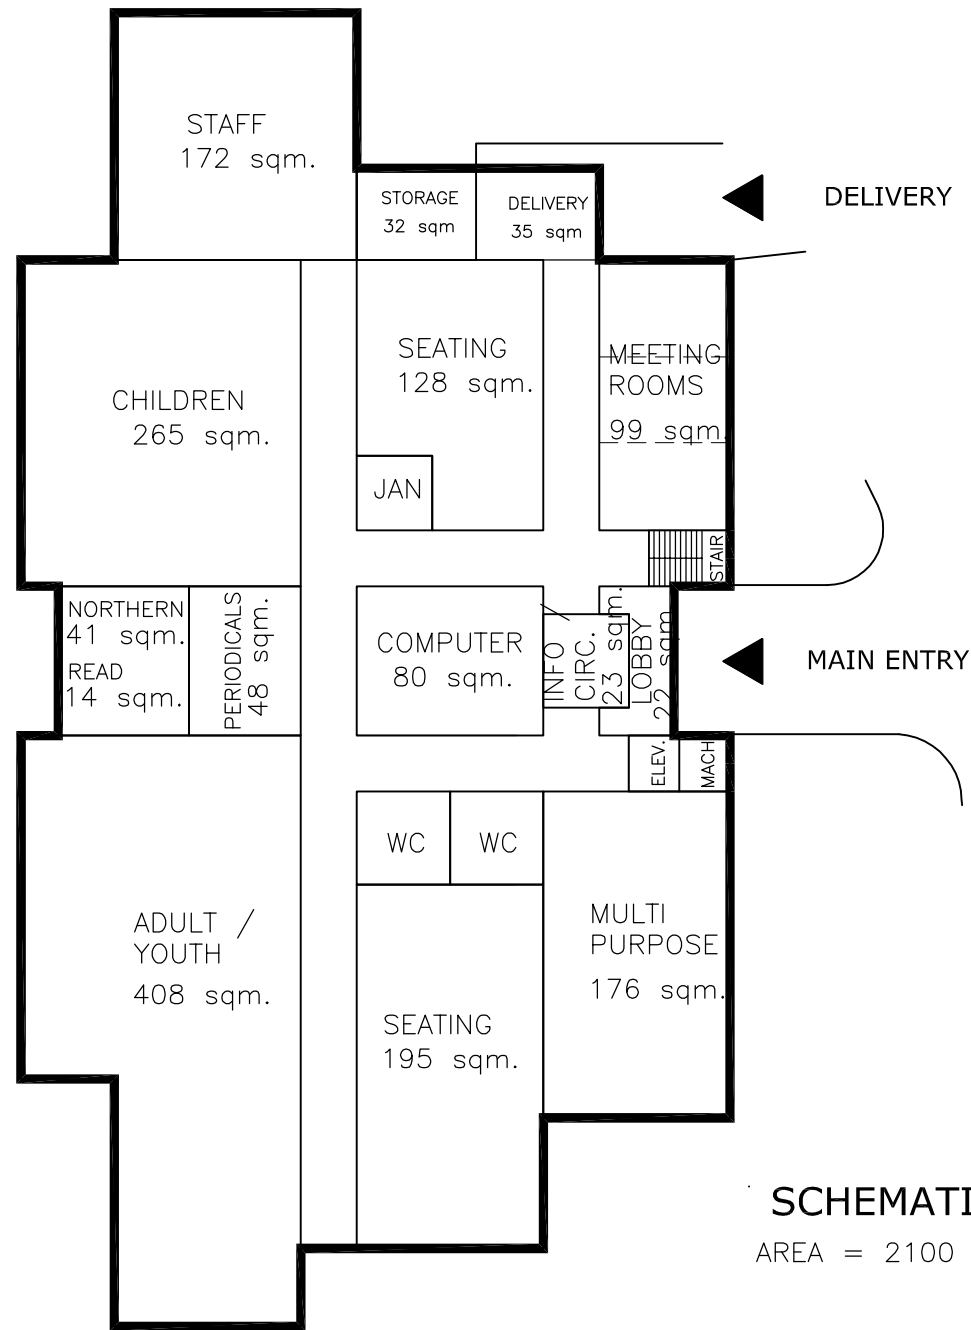 STAFF
172 sqm.
STORAGE
32 sqm
DELIVERY
35 sqm
DELIVERY
SEATING
128 sqm.
MEETING
ROOMS
99 sqm.
CHILDREN
265 sqm.
JAN
STAIR
NORTHERN
41 sqm.
READ
14 sqm.
PERIODICALS
48 sqm.
COMPUTER
80 sqm.
INFO
CIRC.
23 sqm.
LOBBY
22 sqm.
MAIN ENTRY
ELEV.
MACH
WC
WC
ADULT /
YOUTH
408 sqm.
MULTI
PURPOSE
176 sqm.
SEATING
195 sqm.
SCHEMATI
AREA = 2100